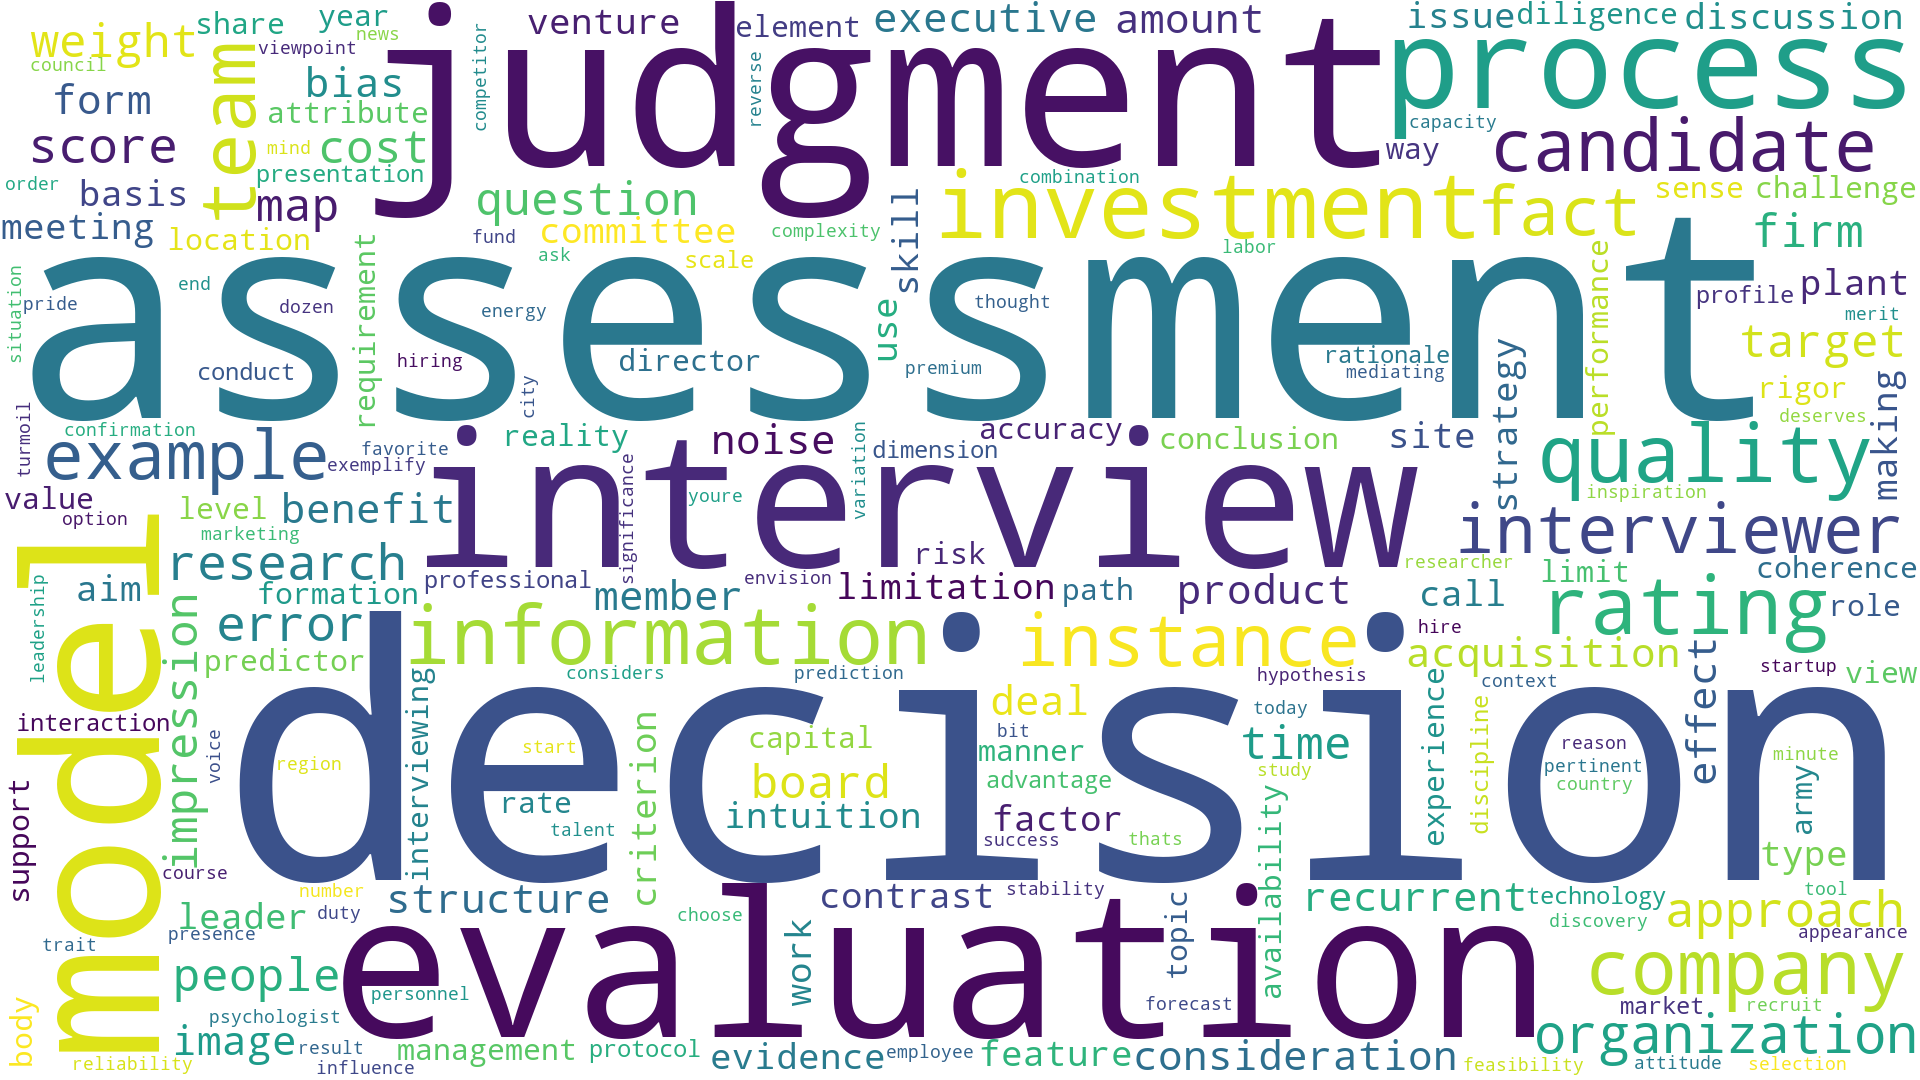 judgment
assessment
decision
interview
evaluation
model
process
candidate
investment
fact
information
instance
rating
quality
interviewer
company
organization
approach
acquisition
example
research
error
structure
people
image
leader
team
weight
share
year
news
viewpoint
council
form
bias
attribute
score
mind
cost
presentation
order
basis
map
meeting
location
venture
element
executive
amount
issue
diligence
discussion
competitor
reverse
capacity
way
combination
sense
challenge
question
committee
fund
ask
complexity
scale
skill
labor
firm
situation
pride
end
dozen
requirement
energy
use
thought
performance
profile
plant
merit
conduct
hiring
director
premium
rationale
mediating
strategy
target
rigor
making
deserves
turmoil
confirmation
city
favorite
exemplify
reality
noise
variation
dimension
accuracy
conclusion
site
inspiration
value
option
level
marketing
benefit
significance
youre
risk
researcher
limit
coherence
role
leadership
aim
formation
professional
member
envision
limitation
path
product
call
hire
startup
view
impression
predictor
considers
prediction
hypothesis
context
effect
interaction
voice
region
interviewing
start
criterion
capital
board
deal
bit
manner
advantage
today
time
study
experience
discipline
reason
pertinent
country
minute
army
support
rate
talent
intuition
factor
success
thats
availability
type
course
number
duty
contrast
stability
recurrent
technology
tool
discovery
appearance
trait
presence
choose
work
topic
personnel
forecast
market
recruit
body
psychologist
reliability
result
influence
management
protocol
evidence
employee
feature
consideration
feasibility
attitude
selection